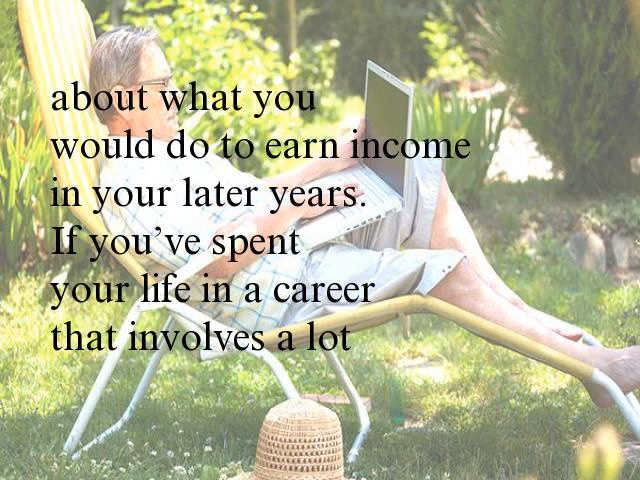 about what you
would do to earn income
in your later years.
If you’ve spent
your life in a career
that involves a lot